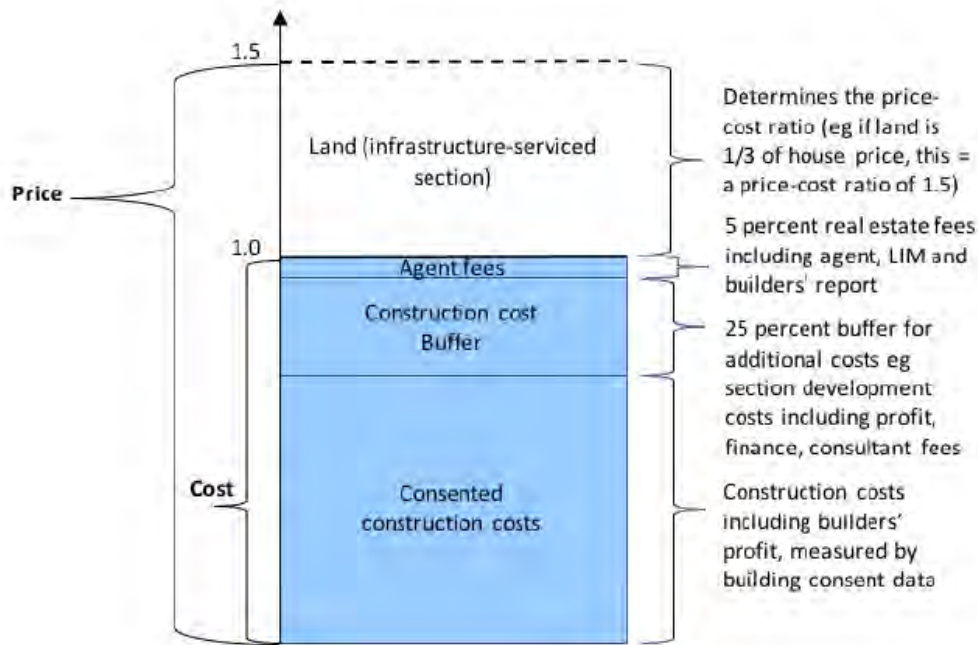 1.5
Land (infrastructure-serviced
section)
Determines the price-
cost ratio (eg if land is
1/3 of house price, this =
a price-cost ratio of 1.5)
Price
1.0
Agent fees
5 percent real estate fees
including agent, LIM and
builders' report
Construction cost
Buffer
25 percent buffer for
additional costs eg
section development
costs including profit,
finance, consultant fees
Cost
Consented
construction costs
Construction costs
including builders'
profit, measured by
building consent data